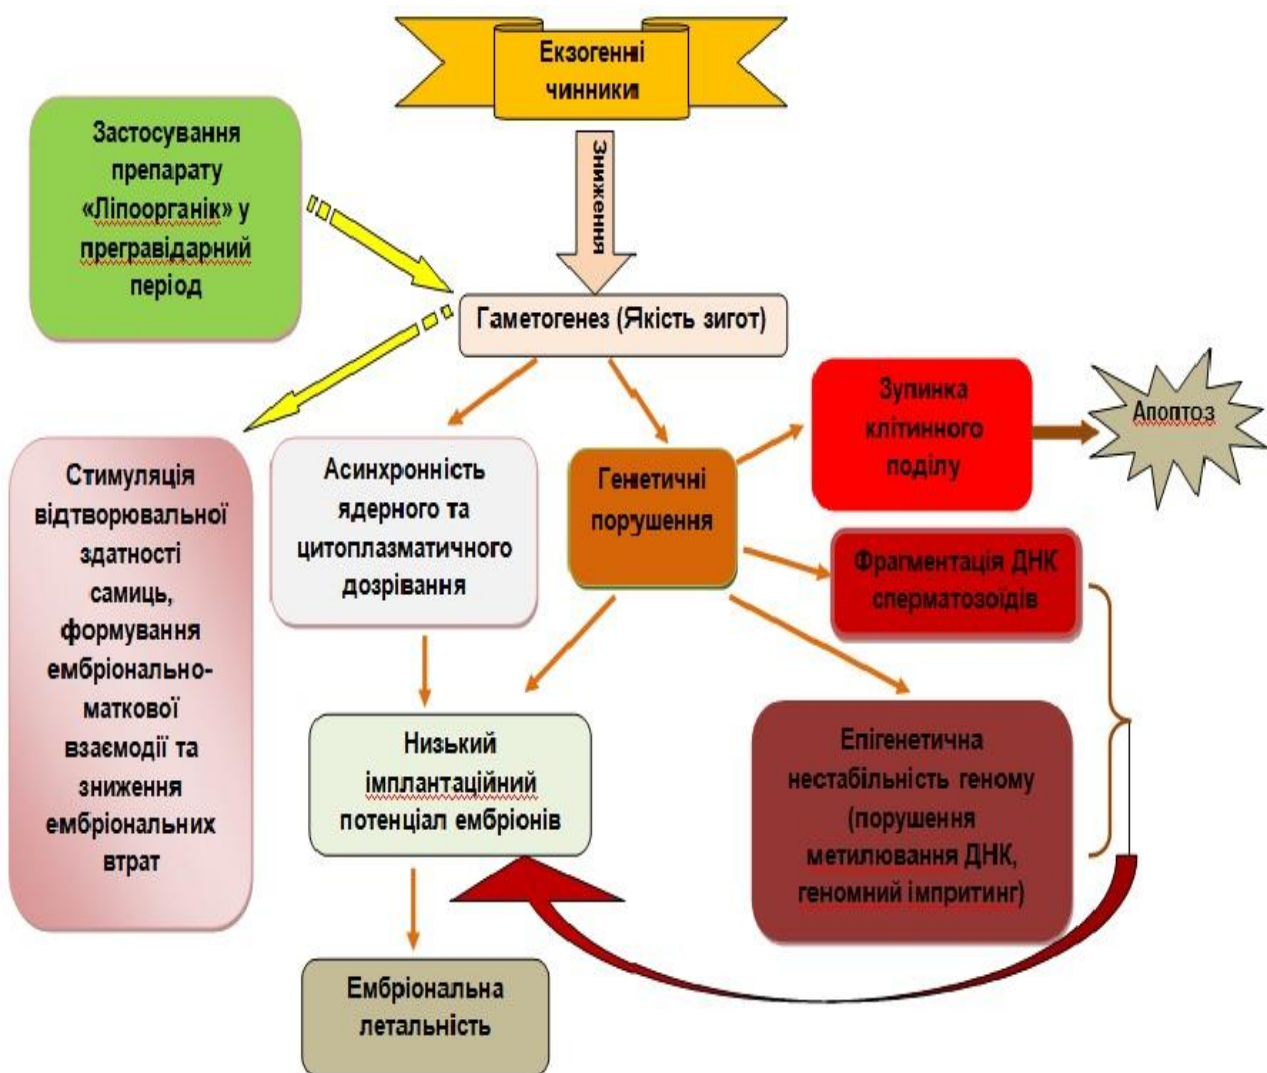 Екзогенні
чинники
Зниження
Застосування
препарату
«Ліпоорганік» у
прегравідарний
період
Гаметогенез (Якість зигот)
Зупинка
клітинного
поділу
Апоптоз
Стимуляція
відтворювальної
здатності
самиць,
формування
ембріонально-
маткової
взаємодії та
зниження
ембріональних
втрат
Асинхронність
ядерного та
цитоплазматичного
дозрівання
Генетичні
порушення
Фрагментація ДНК
сперматозоїдів
Низький
імплантаційний
потенціал ембріонів
Епігенетична
нестабільність геному
(порушення
метилювання ДНК,
геномний імпритинг)
Ембріональна
летальність